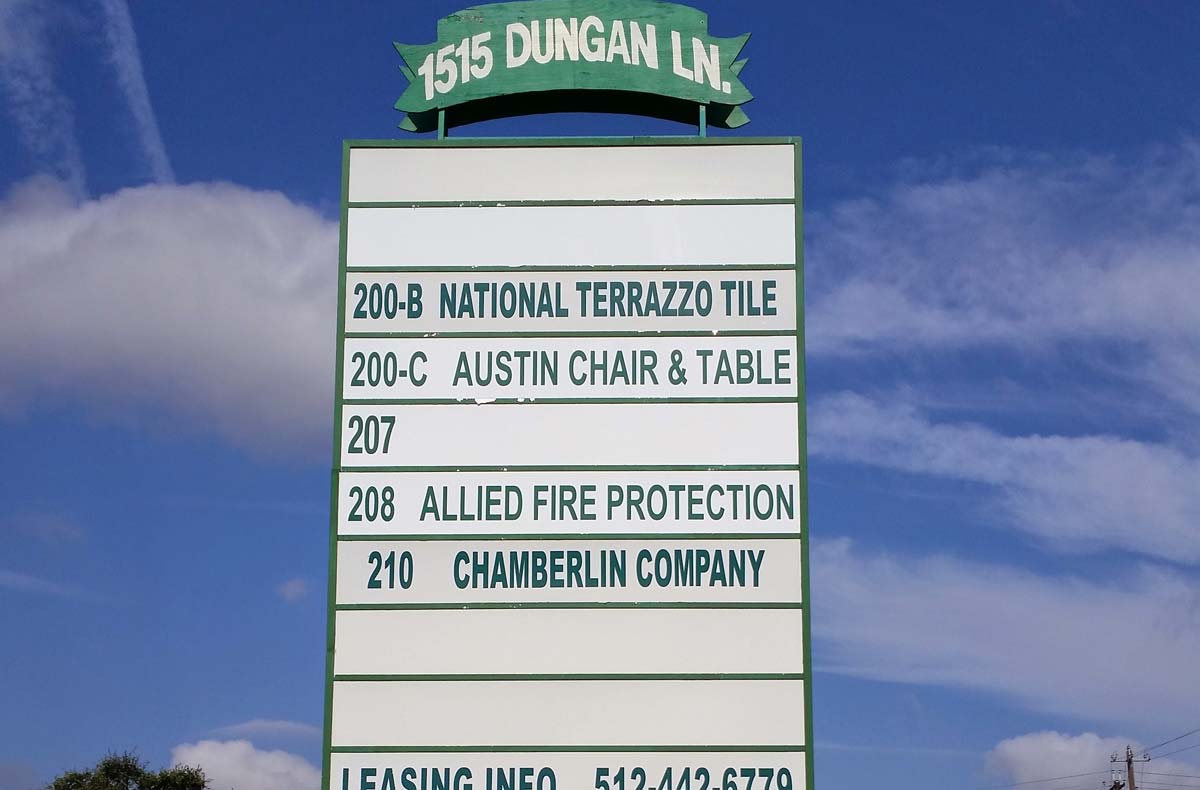 1515 DUNGAN LN.
200-B NATIONAL TERRAZZO TILE
200-C AUSTIN CHAIR & TABLE
207
208 ALLIED FIRE PROTECTION
210 CHAMBERLIN COMPANY
LEASING INFO 512-442-6779